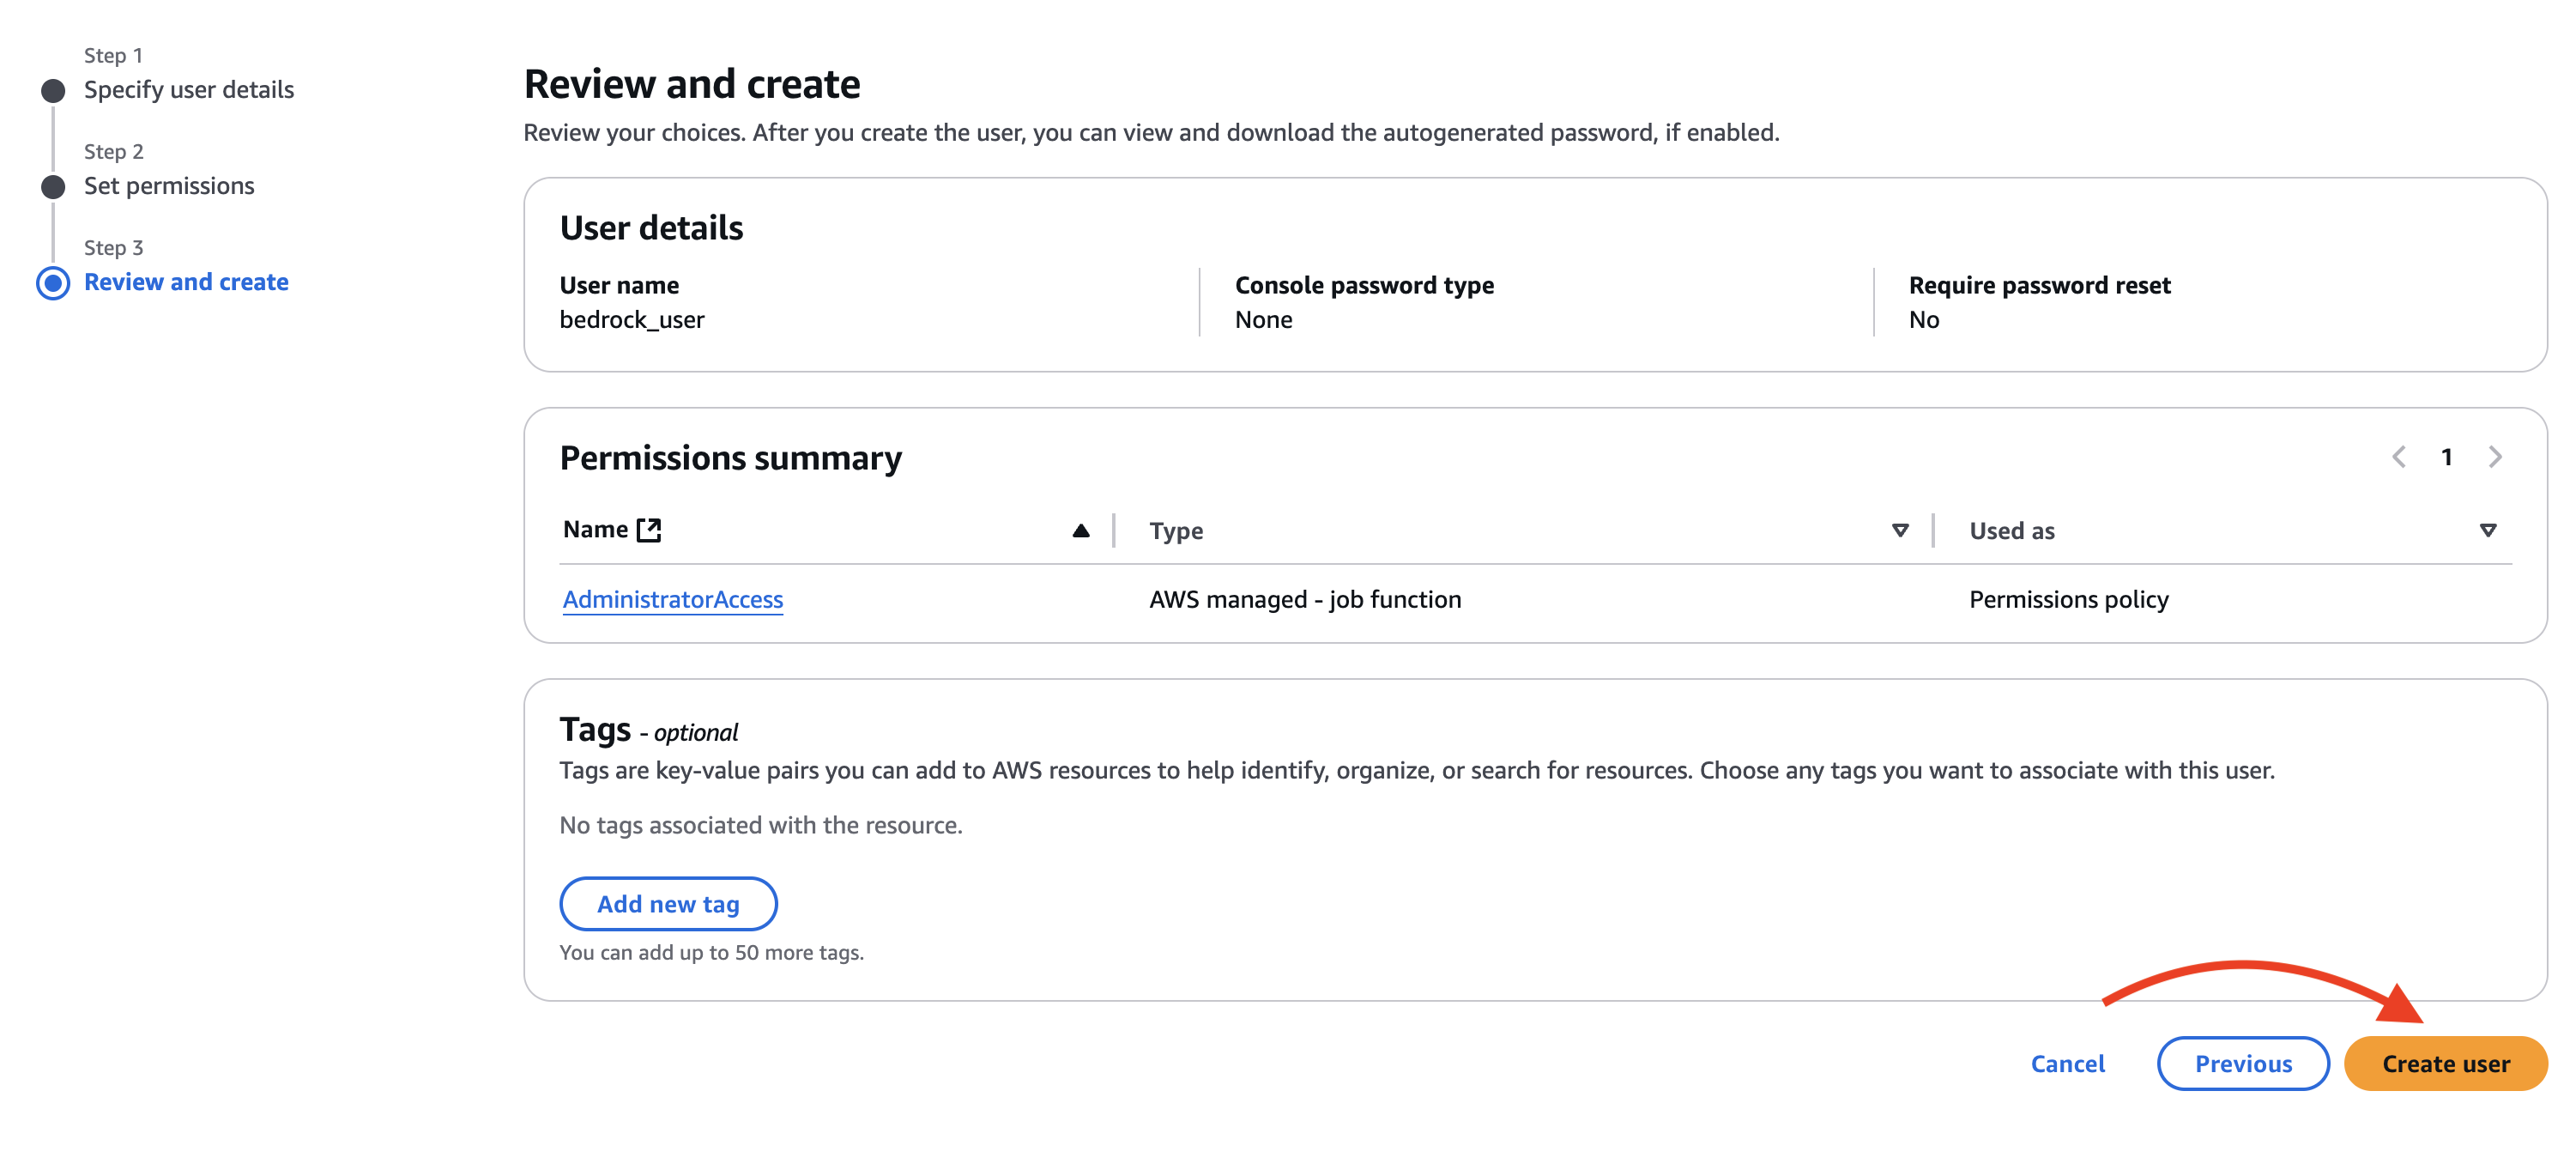 Step 1
Specify user details
Step 2
Set permissions
Step 3
Review and create
Review and create
Review your choices. After you create the user, you can view and download the autogenerated password, if enabled.
User details
User name
bedrock_user
Console password type
None
Require password reset
No
Permissions summary
1
Name
Type
Used as
AdministratorAccess
AWS managed - job function
Permissions policy
Tags - optional
Tags are key-value pairs you can add to AWS resources to help identify, organize, or search for resources. Choose any tags you want to associate with this user.
No tags associated with the resource.
Add new tag
You can add up to 50 more tags.
Cancel
Previous
Create user